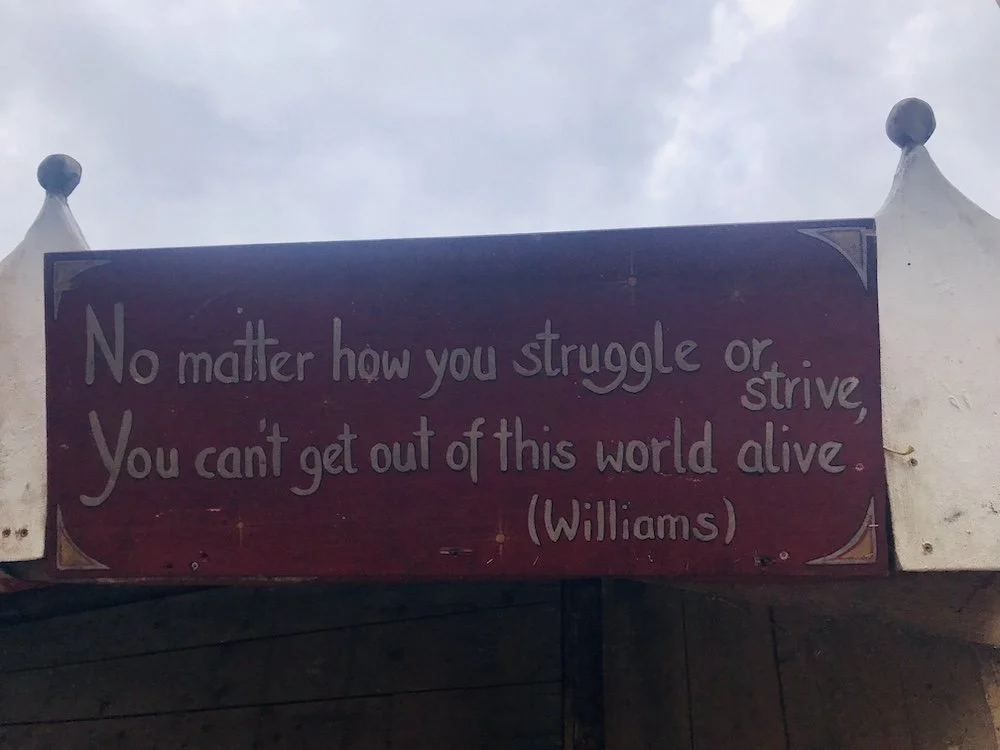 No matter how you struggle or
strive,
You can't get out of this world alive
(Williams)